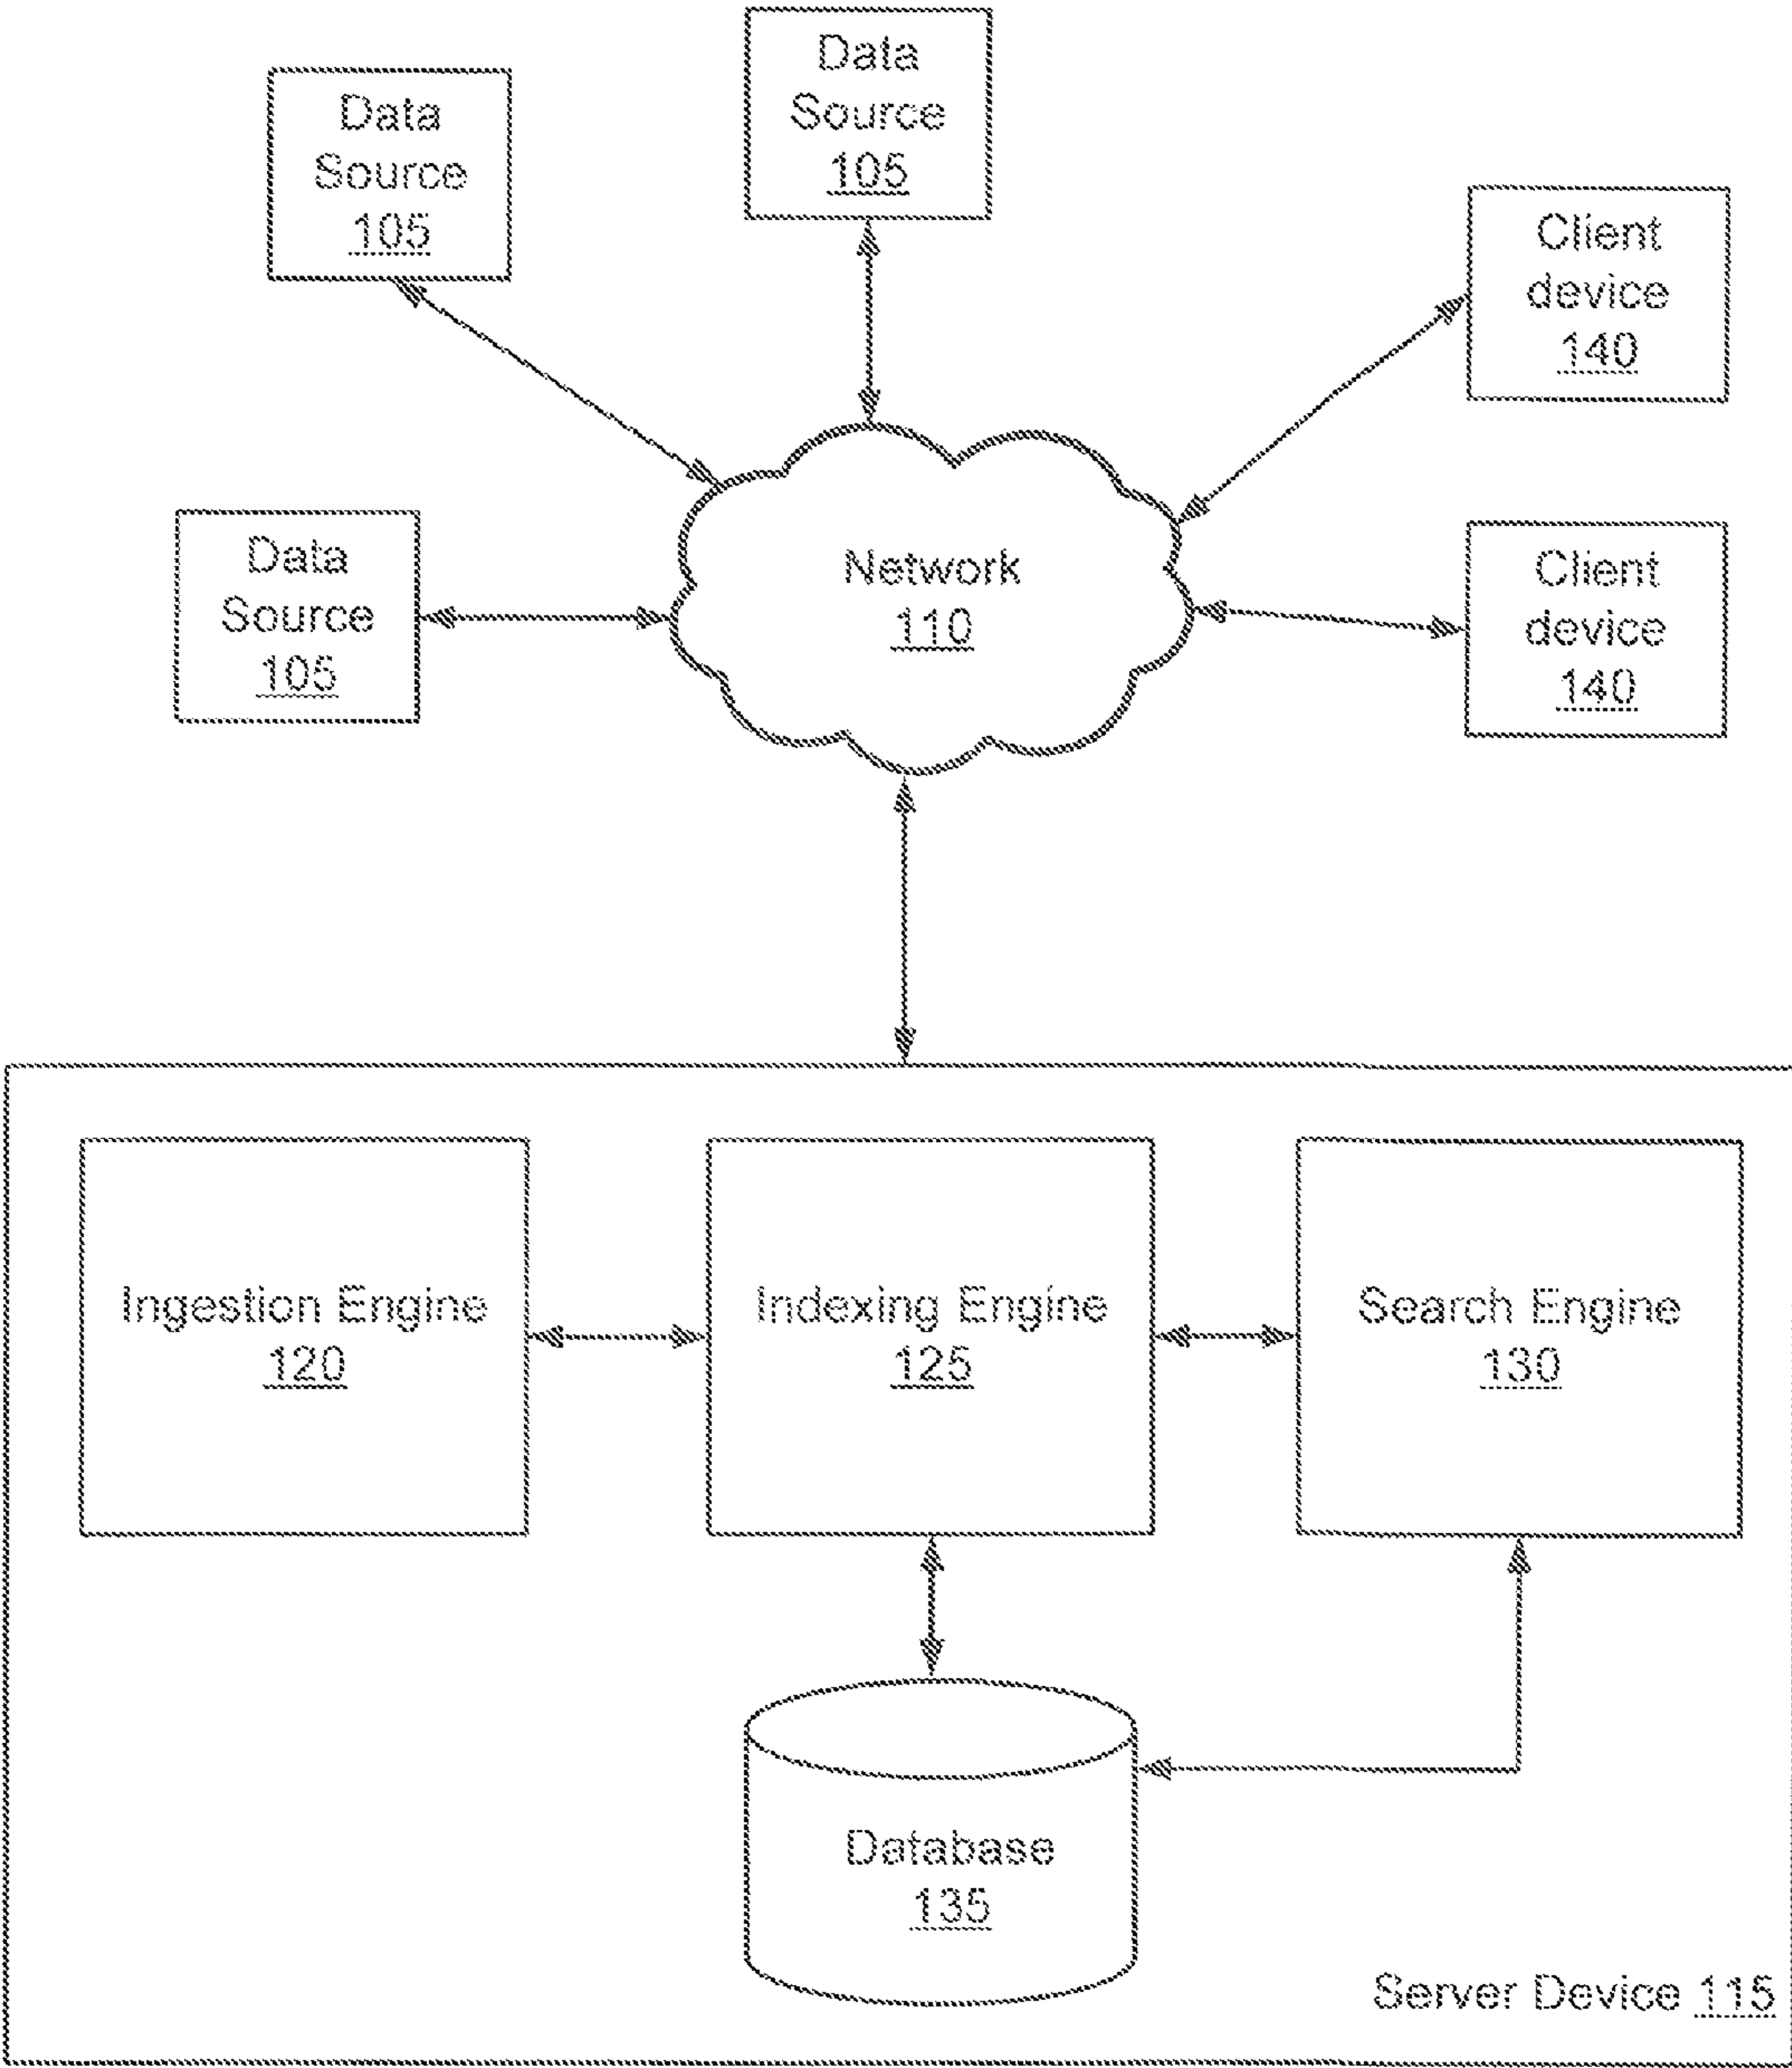 Data
Source
105
Data
Source
105
Client
device
140
Data
Source
105
Network
110
Client
device
140
Ingestion Engine
120
Indexing Engine
125
Search Engine
130
Database
135
Server Device 115